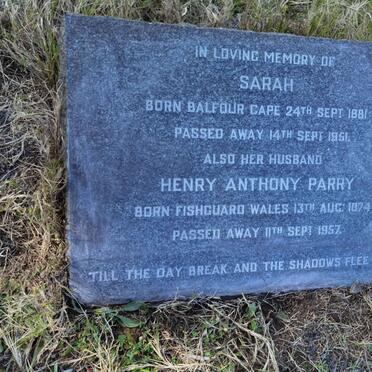 IN LOVING MEMORY OF
SARAH
BORN BALFOUR CAPE 24TH SEPT 1881
PASSED AWAY 14TH SEPT 1951.
ALSO HER HUSBAND
HENRY ANTHONY PARRY
BORN FISHGUARD WALES 13TH AUG. 1874
PASSED AWAY 11TH SEPT 1957.
TILL THE DAY BREAK AND THE SHADOWS FLEE